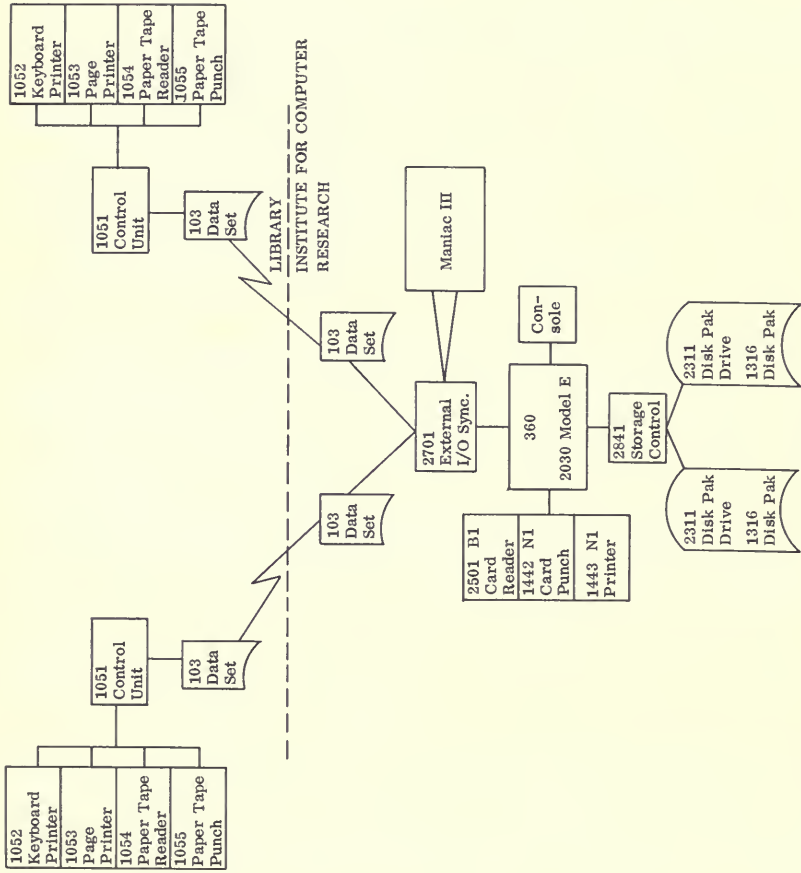 1052
Keyboard
Printer
1053
Page
Printer
1054
Paper Tape
Reader
1055
Paper Tape
Punch
1051
Control
Unit
103
Data
Set
1052
Keyboard
Printer
1053
Page
Printer
1054
Paper Tape
Reader
1055
Paper Tape
Punch
1051
Control
Unit
103
Data
Set
LIBRARY
INSTITUTE FOR COMPUTER
RESEARCH
103
Data
Set
103
Data
Set
2701
External
I/O Sync.
Maniac III
2501 B1
Card
Reader
1442 N1
Card
Punch
1443 N1
Printer
360
2030 Model E
Con-
sole
2841
Storage
Control
2311
Disk Pak
Drive
1316
Disk Pak
2311
Disk Pak
Drive
1316
Disk Pak